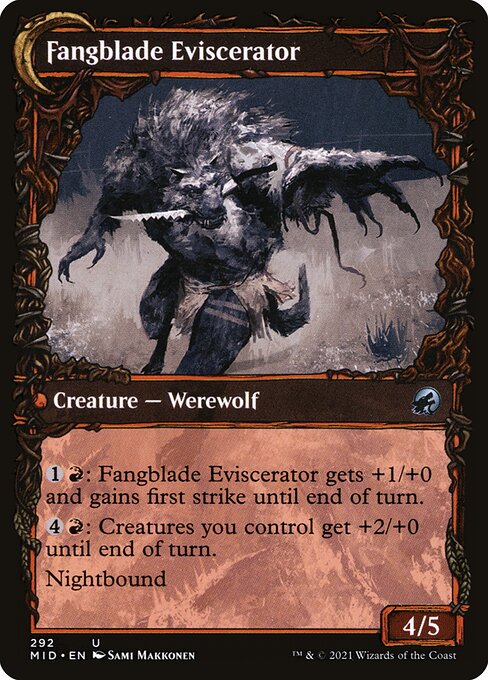 Fangblade Eviscerator
Creature — Werewolf
1 R: Fangblade Eviscerator gets +1/+0
and gains first strike until end of turn.
4 R: Creatures you control get +2/+0
until end of turn.
Nightbound
4/5
292 U
MID • EN Sami Makkonen
™ & © 2021 Wizards of the Coast